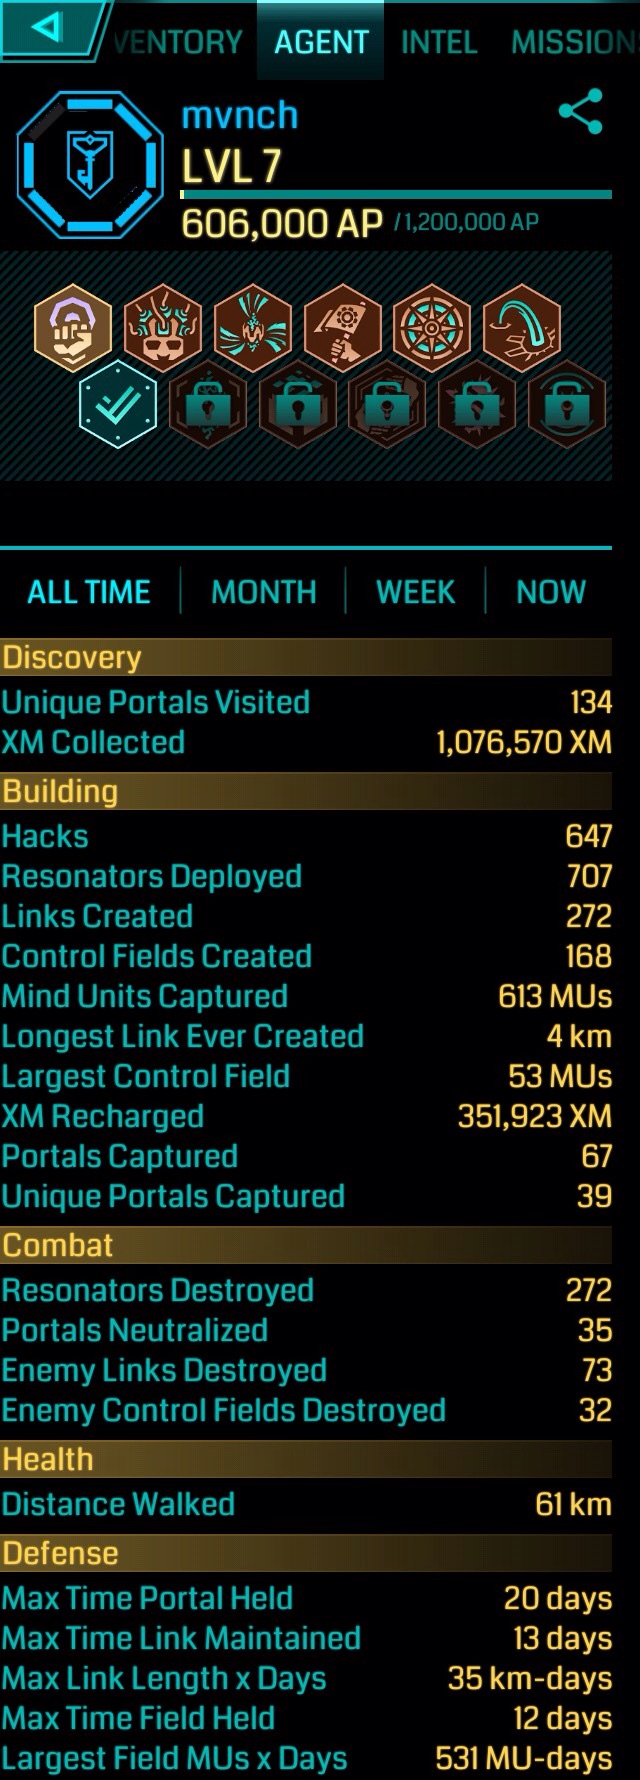 VENTORY AGENT INTEL MISSION
mvnch
LVL 7
606,000 AP / 1,200,000 AP
ALL TIME MONTH WEEK NOW
Discovery
Unique Portals Visited 134
XM Collected 1,076,570 XM
Building
Hacks 647
Resonators Deployed 707
Links Created 272
Control Fields Created 168
Mind Units Captured 613 MUs
Longest Link Ever Created 4 km
Largest Control Field 53 MUs
XM Recharged 351,923 XM
Portals Captured 67
Unique Portals Captured 39
Combat
Resonators Destroyed 272
Portals Neutralized 35
Enemy Links Destroyed 73
Enemy Control Fields Destroyed 32
Health
Distance Walked 61 km
Defense
Max Time Portal Held 20 days
Max Time Link Maintained 13 days
Max Link Length x Days 35 km-days
Max Time Field Held 12 days
Largest Field MUs x Days 531 MU-days